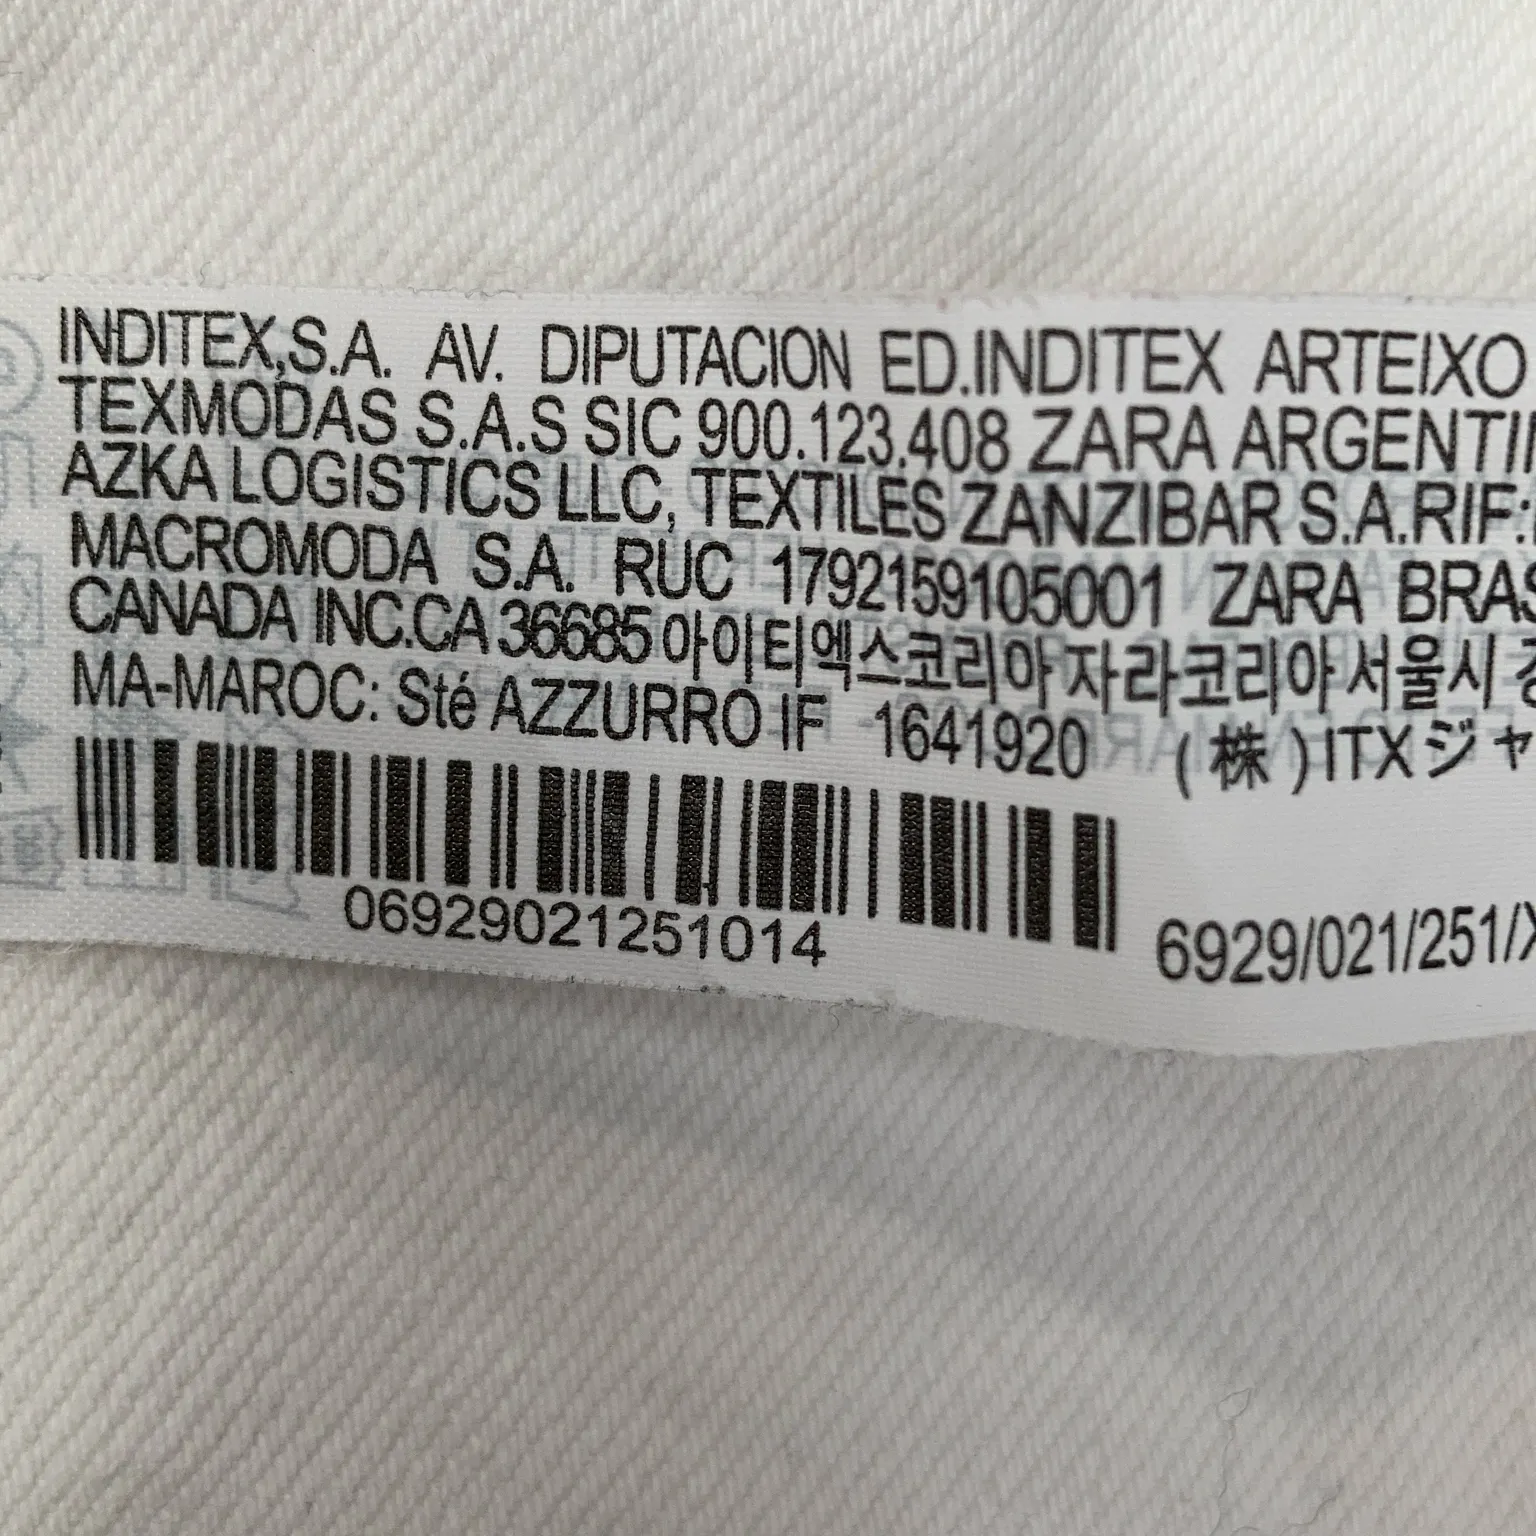 INDITEX,S.A. AV. DIPUTACION ED.INDITEX ARTEIXO
TEXMODAS S.A.S SIC 900.123.408 ZARA ARGENTI
AZKA LOGISTICS LLC, TEXTILES ZANZIBAR S.A.RIF:
MACROMODA S.A. RUC 1792159105001 ZARA BRAS
CANADA INC.CA 36685 아이티엑스코리아 자라코리아 서울시
MA-MAROC: Sté AZZURRO IF 1641920 (株)ITXジャ
06929021251014
6929/021/251/X